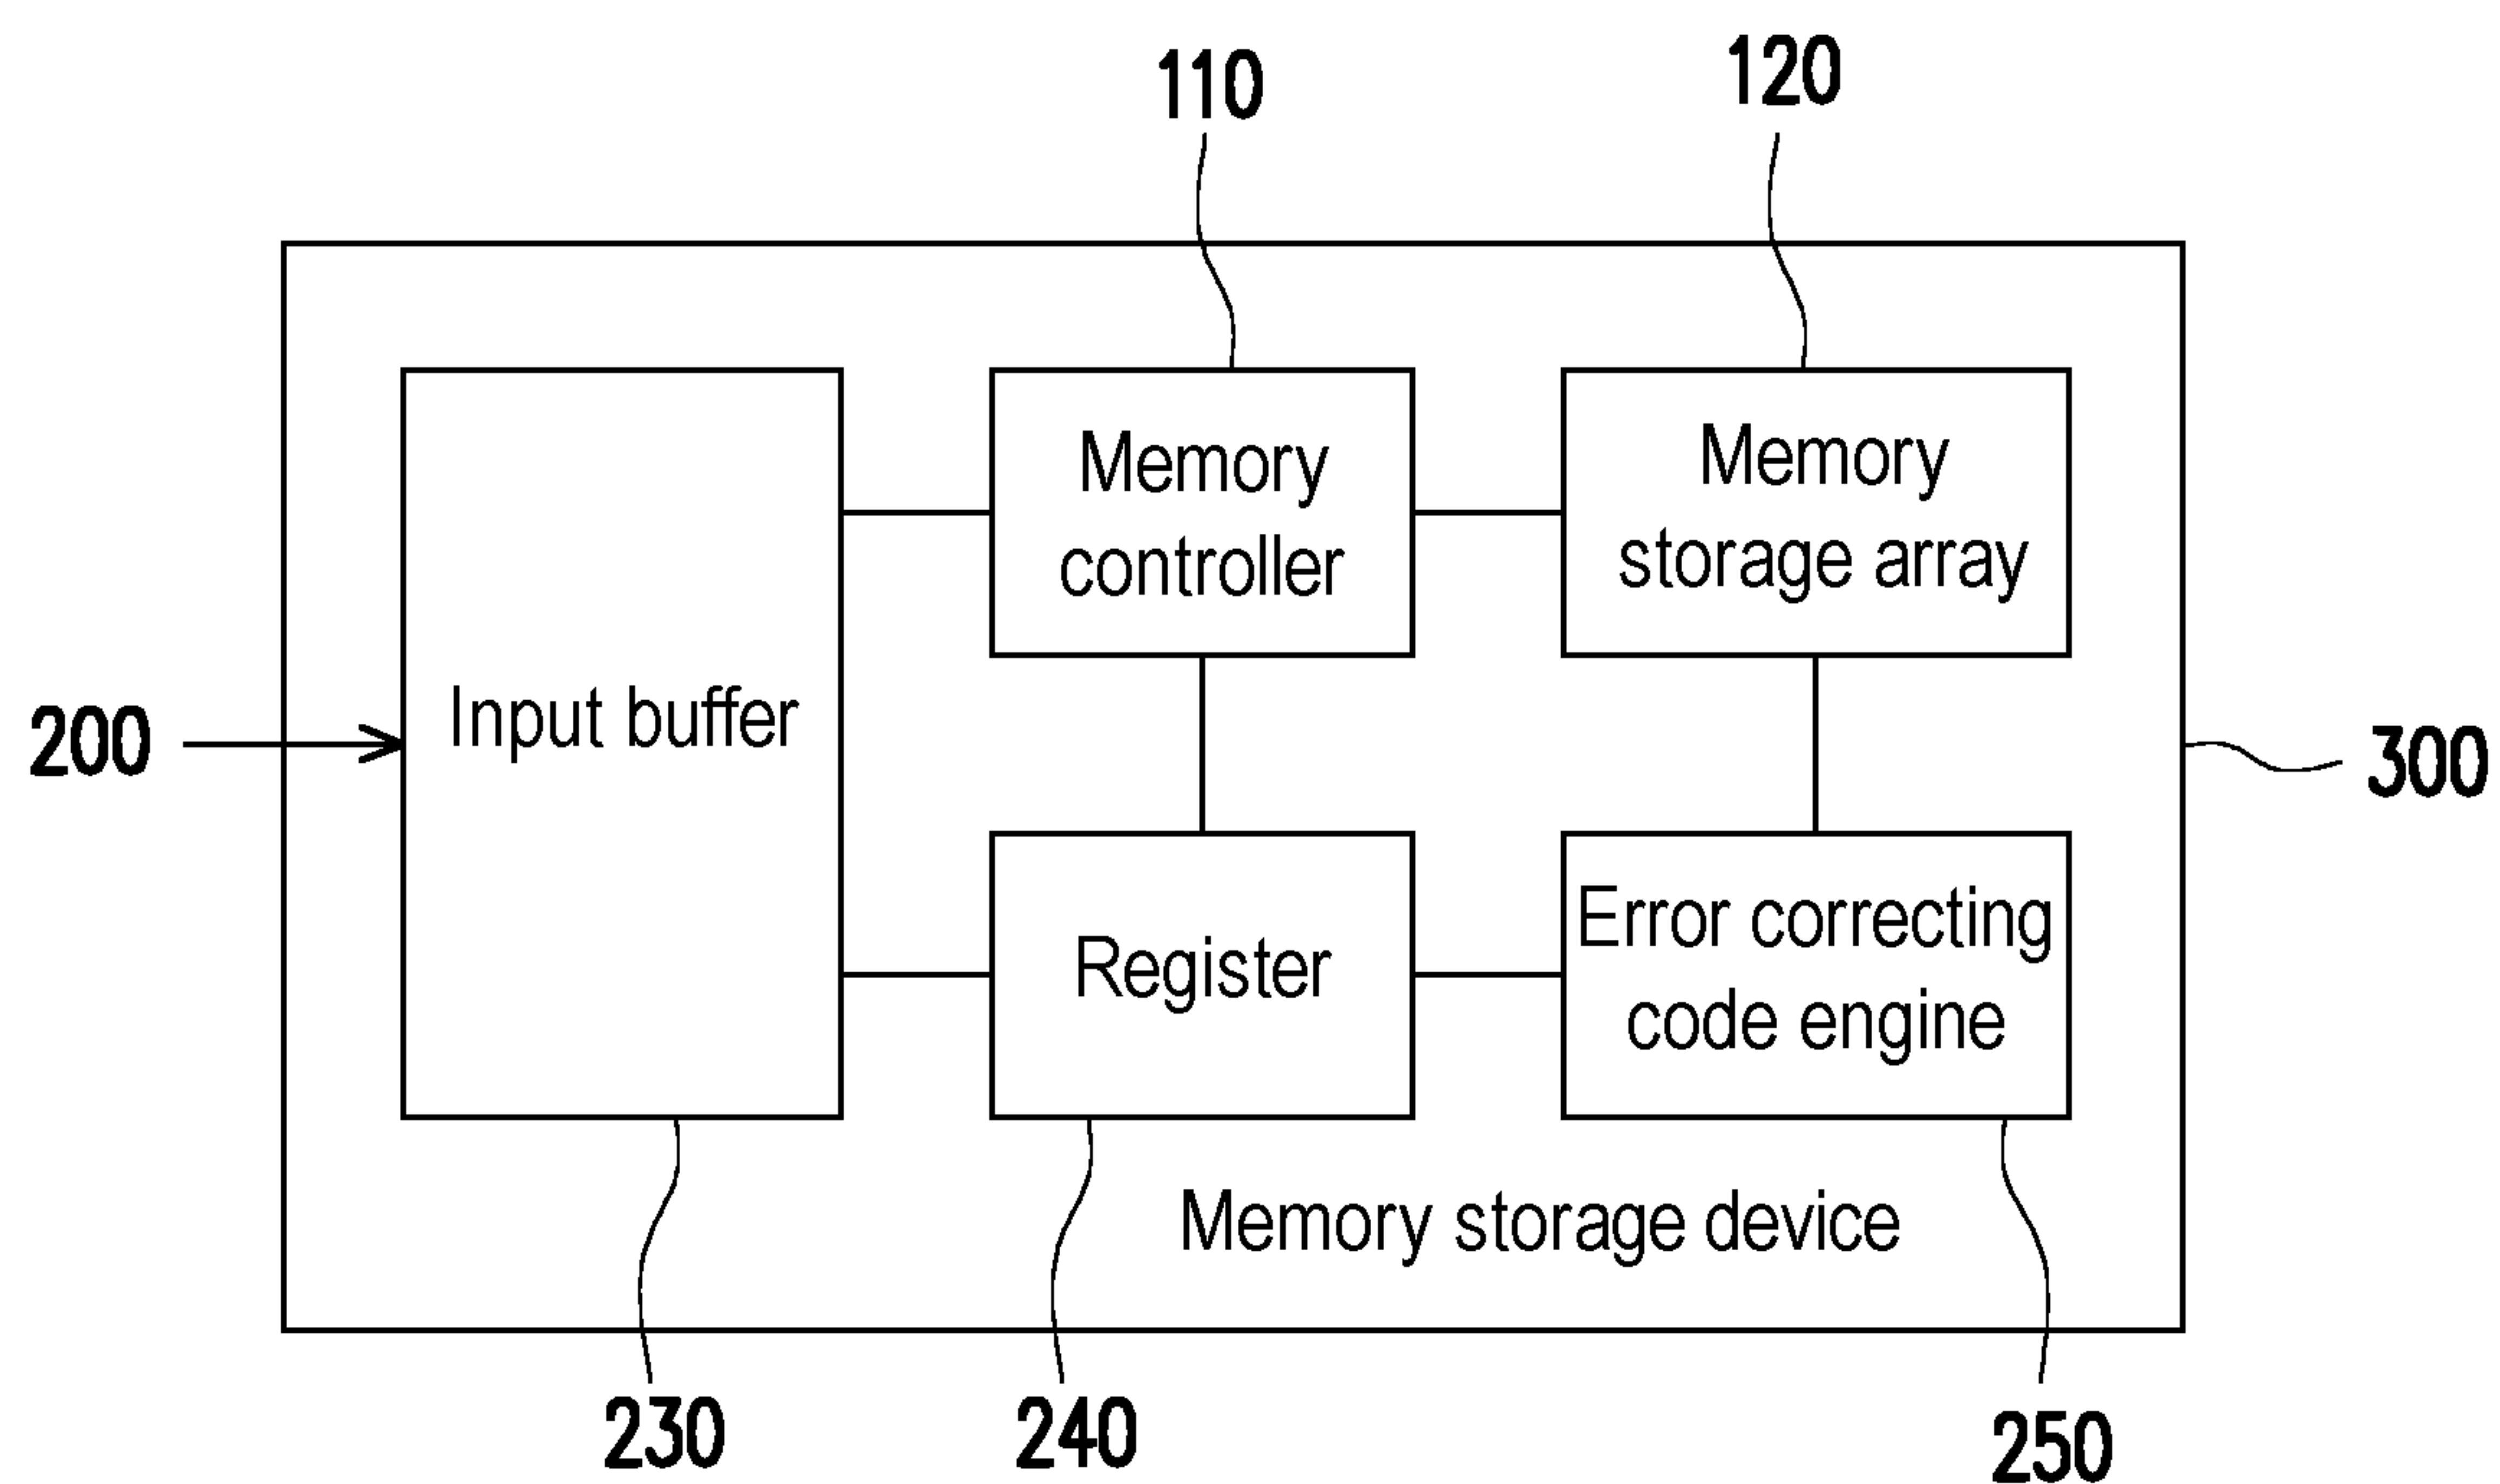 110
120
Memory
controller
Memory
storage array
200
Input buffer
300
Register
Error correcting
code engine
Memory storage device
230
240
250